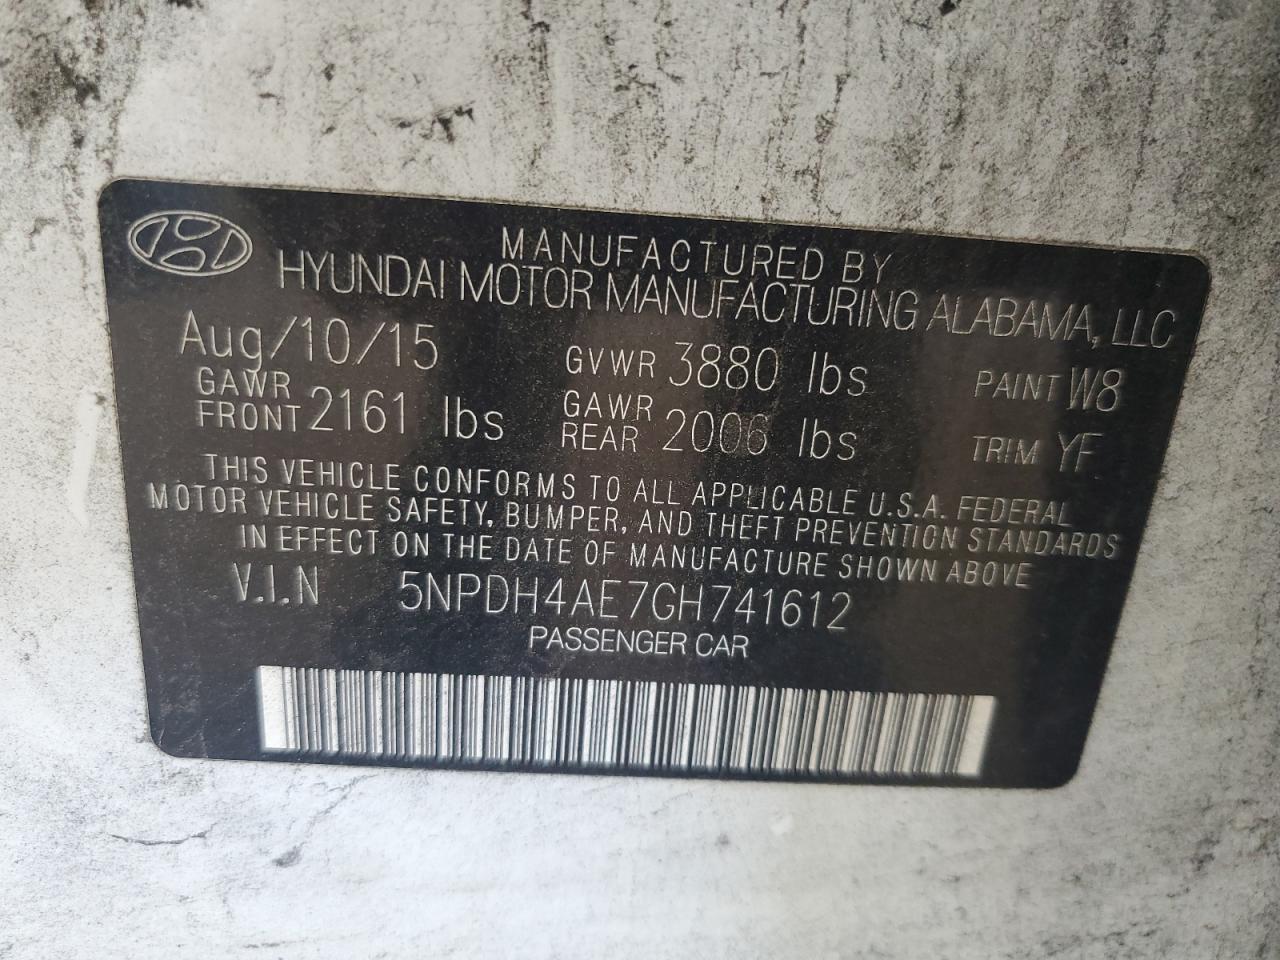 MANUFACTURED BY
HYUNDAI MOTOR MANUFACTURING ALABAMA, LLC
Aug/10/15 GVWR 3880 lbs PAINT W8
GAWR FRONT 2161 lbs GAWR REAR 2006 lbs TRIM YF
THIS VEHICLE CONFORMS TO ALL APPLICABLE U.S.A. FEDERAL
MOTOR VEHICLE SAFETY, BUMPER, AND THEFT PREVENTION STANDARDS
IN EFFECT ON THE DATE OF MANUFACTURE SHOWN ABOVE
V.I.N 5NPDH4AE7GH741612
PASSENGER CAR